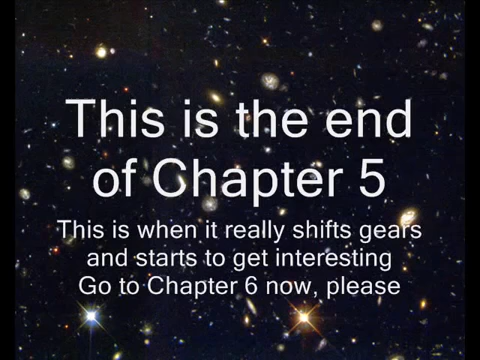 This is the end
of Chapter 5
This is when it really shifts gears
and starts to get interesting
Go to Chapter 6 now, please